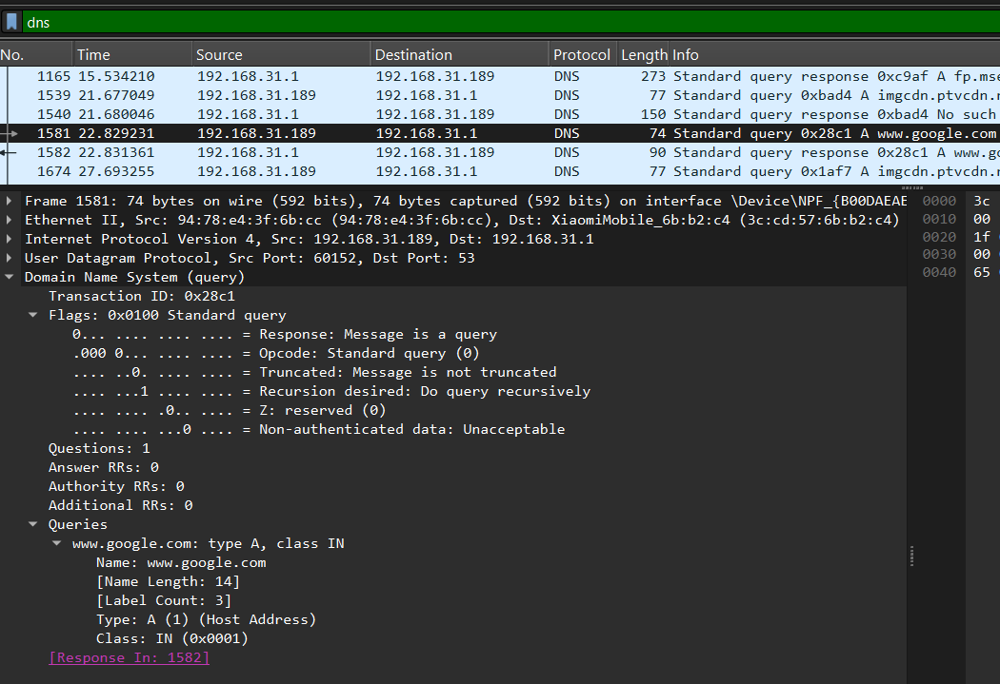 dns
No. Time Source Destination Protocol Length Info
1165 15.534210 192.168.31.1 192.168.31.189 DNS 273 Standard query response 0xc9af A fp.mse
1539 21.677049 192.168.31.189 192.168.31.1 DNS 77 Standard query 0xbad4 A imgcdn.ptvcdn.n
1540 21.680046 192.168.31.1 192.168.31.189 DNS 150 Standard query response 0xbad4 No such
1581 22.829231 192.168.31.189 192.168.31.1 DNS 74 Standard query 0x28c1 A www.google.com
1582 22.831361 192.168.31.1 192.168.31.189 DNS 90 Standard query response 0x28c1 A www.go
1674 27.693255 192.168.31.189 192.168.31.1 DNS 77 Standard query 0x1af7 A imgcdn.ptvcdn.n
Frame 1581: 74 bytes on wire (592 bits), 74 bytes captured (592 bits) on interface \Device\NPF_{B00DAEAE
Ethernet II, Src: 94:78:e4:3f:6b:cc (94:78:e4:3f:6b:cc), Dst: XiaomiMobile_6b:b2:c4 (3c:cd:57:6b:b2:c4)
Internet Protocol Version 4, Src: 192.168.31.189, Dst: 192.168.31.1
User Datagram Protocol, Src Port: 60152, Dst Port: 53
Domain Name System (query)
Transaction ID: 0x28c1
Flags: 0x0100 Standard query
0... .... .... .... = Response: Message is a query
.000 0... .... .... = Opcode: Standard query (0)
.... ..0. .... .... = Truncated: Message is not truncated
.... ...1 .... .... = Recursion desired: Do query recursively
.... .... .0.. .... = Z: reserved (0)
.... .... ...0 .... = Non-authenticated data: Unacceptable
Questions: 1
Answer RRs: 0
Authority RRs: 0
Additional RRs: 0
Queries
www.google.com: type A, class IN
Name: www.google.com
[Name Length: 14]
[Label Count: 3]
Type: A (1) (Host Address)
Class: IN (0x0001)
[Response In: 1582]
0000 3c
0010 00
0020 1f
0030 00
0040 65